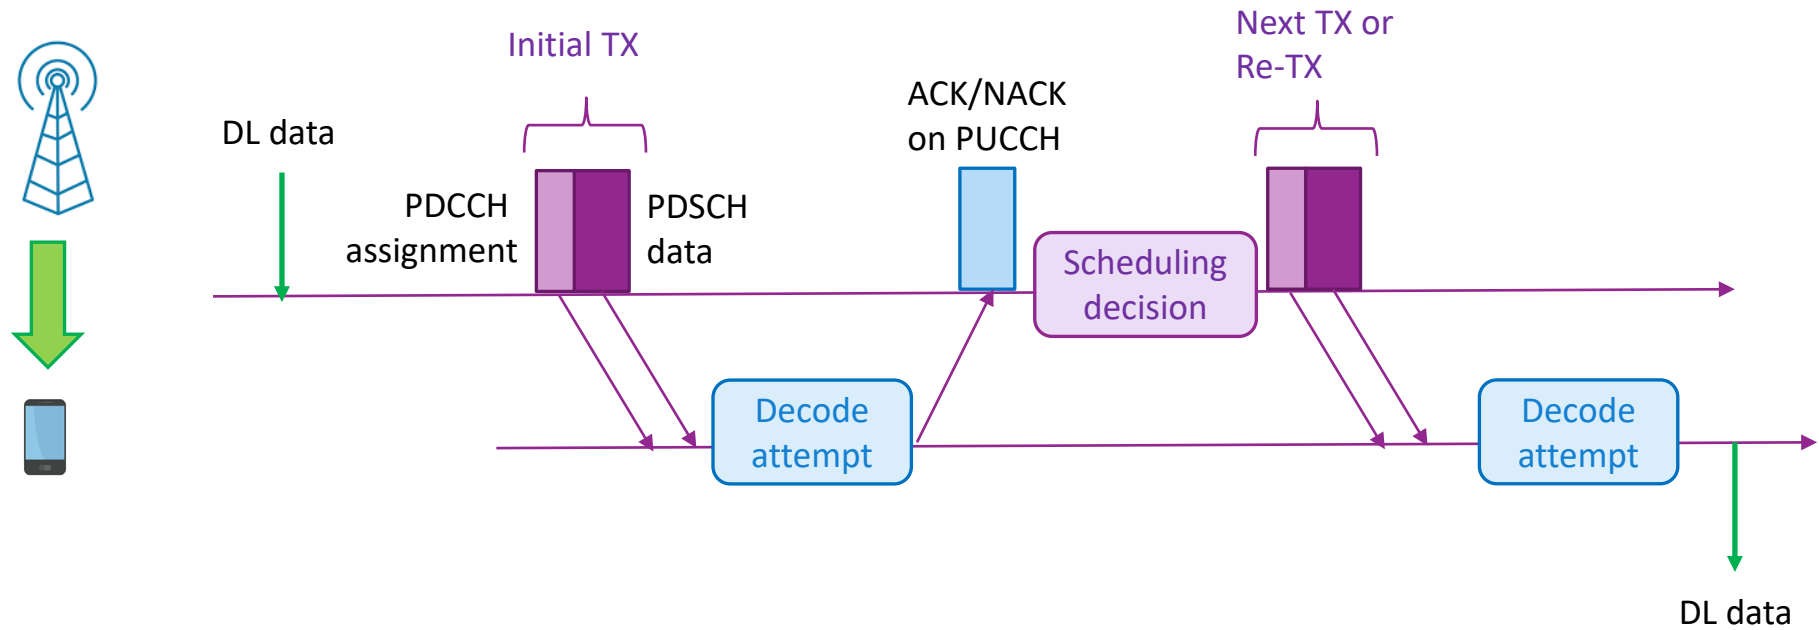 Initial TX
Next TX or
Re-TX
ACK/NACK
on PUCCH
DL data
PDCCH
assignment
PDSCH
data
Scheduling
decision
Decode
attempt
Decode
attempt
DL data